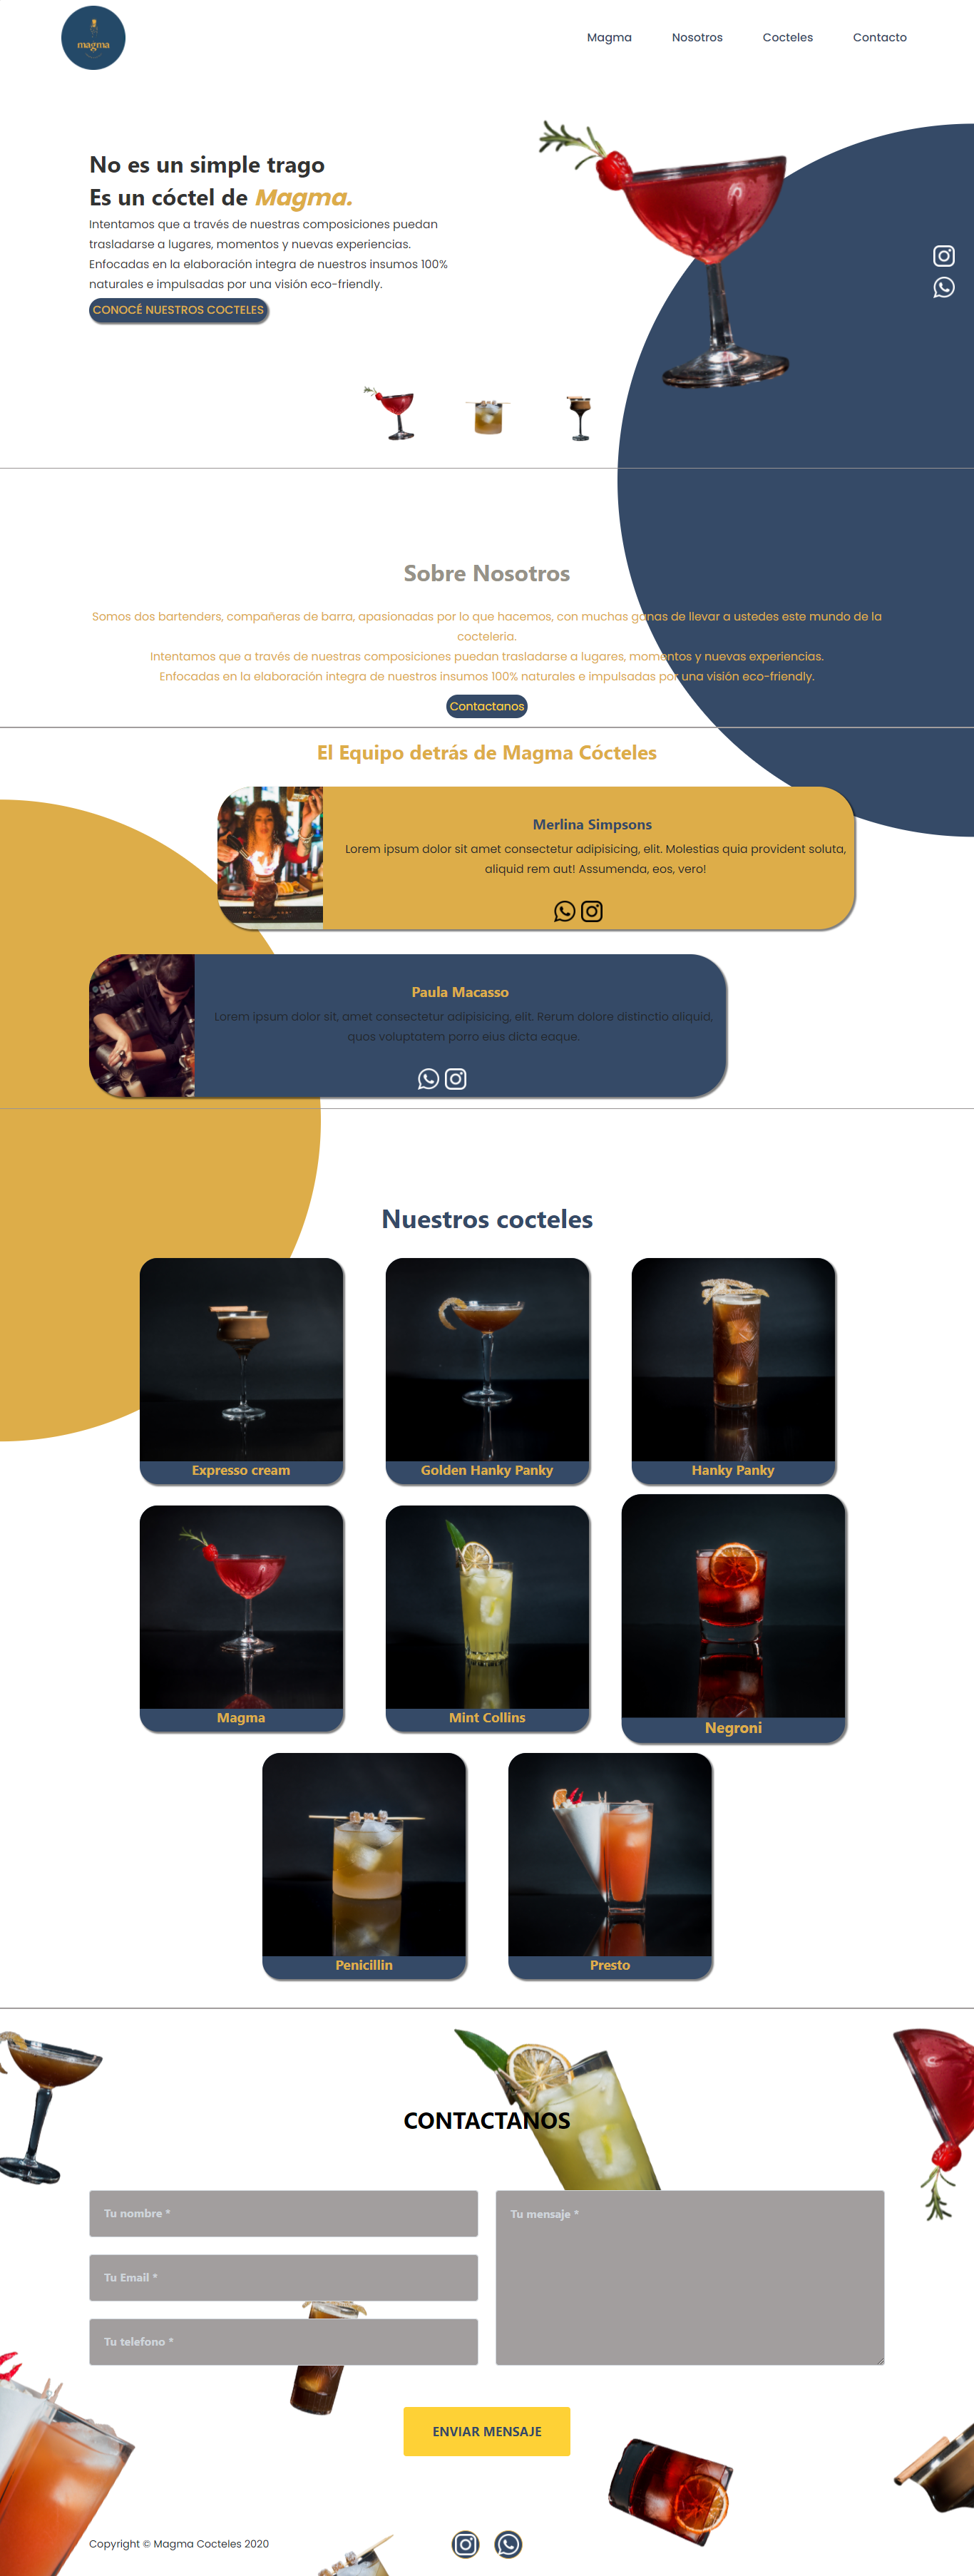 magma
Magma
Nosotros
Cocteles
Contacto
No es un simple trago
Es un cóctel de Magma.
Intentamos que a través de nuestras composiciones puedan
trasladarse a lugares, momentos y nuevas experiencias.
Enfocadas en la elaboración integra de nuestros insumos 100%
naturales e impulsadas por una visión eco-friendly.
CONOCÉ NUESTROS COCTELES
Sobre Nosotros
Somos dos bartenders, compañeras de barra, apasionadas por lo que hacemos, con muchas ganas de llevar a ustedes este mundo de la
cocteleria.
Intentamos que a través de nuestras composiciones puedan trasladarse a lugares, momentos y nuevas experiencias.
Enfocadas en la elaboración integra de nuestros insumos 100% naturales e impulsadas por una visión eco-friendly.
Contactanos
El Equipo detrás de Magma Cócteles
Merlina Simpsons
Lorem ipsum dolor sit amet consectetur adipisicing, elit. Molestias quia provident soluta,
aliquid rem aut! Assumenda, eos, vero!
Paula Macasso
Lorem ipsum dolor sit, amet consectetur adipisicing, elit. Rerum dolore distinctio aliquid,
quos voluptatem porro eius dicta eaque.
Nuestros cocteles
Expresso cream
Golden Hanky Panky
Hanky Panky
Magma
Mint Collins
Negroni
Penicillin
Presto
CONTACTANOS
Tu nombre *
Tu mensaje *
Tu Email *
Tu telefono *
ENVIAR MENSAJE
Copyright © Magma Cocteles 2020